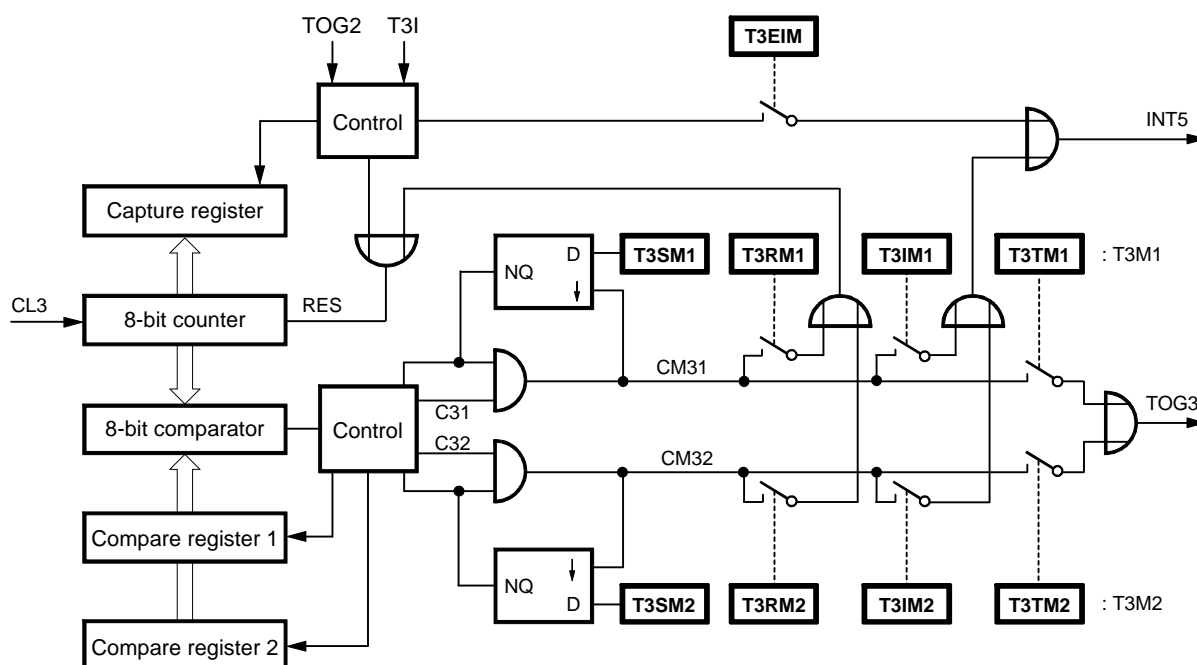 TOG2 T3I
T3EIM
Control
INT5
Capture register
T3SM1 T3RM1 T3IM1 T3TM1 : T3M1
D
NQ
CL3
8-bit counter
RES
CM31
C31
TOG3
8-bit comparator
Control
C32
CM32
Compare register 1
NQ
D
T3SM2 T3RM2 T3IM2 T3TM2 : T3M2
Compare register 2